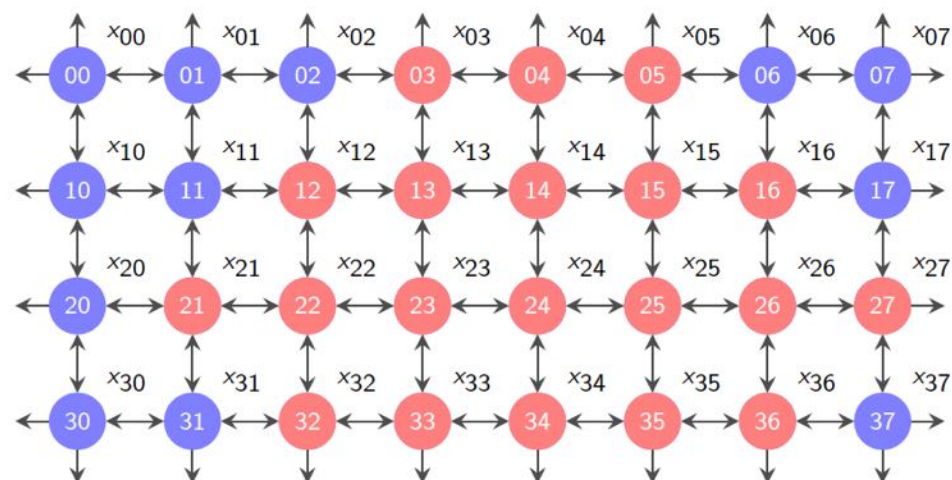 x00 x01 x02 x03 x04 x05 x06 x07
00 01 02 03 04 05 06 07
x10 x11 x12 x13 x14 x15 x16 x17
10 11 12 13 14 15 16 17
x20 x21 x22 x23 x24 x25 x26 x27
20 21 22 23 24 25 26 27
x30 x31 x32 x33 x34 x35 x36 x37
30 31 32 33 34 35 36 37